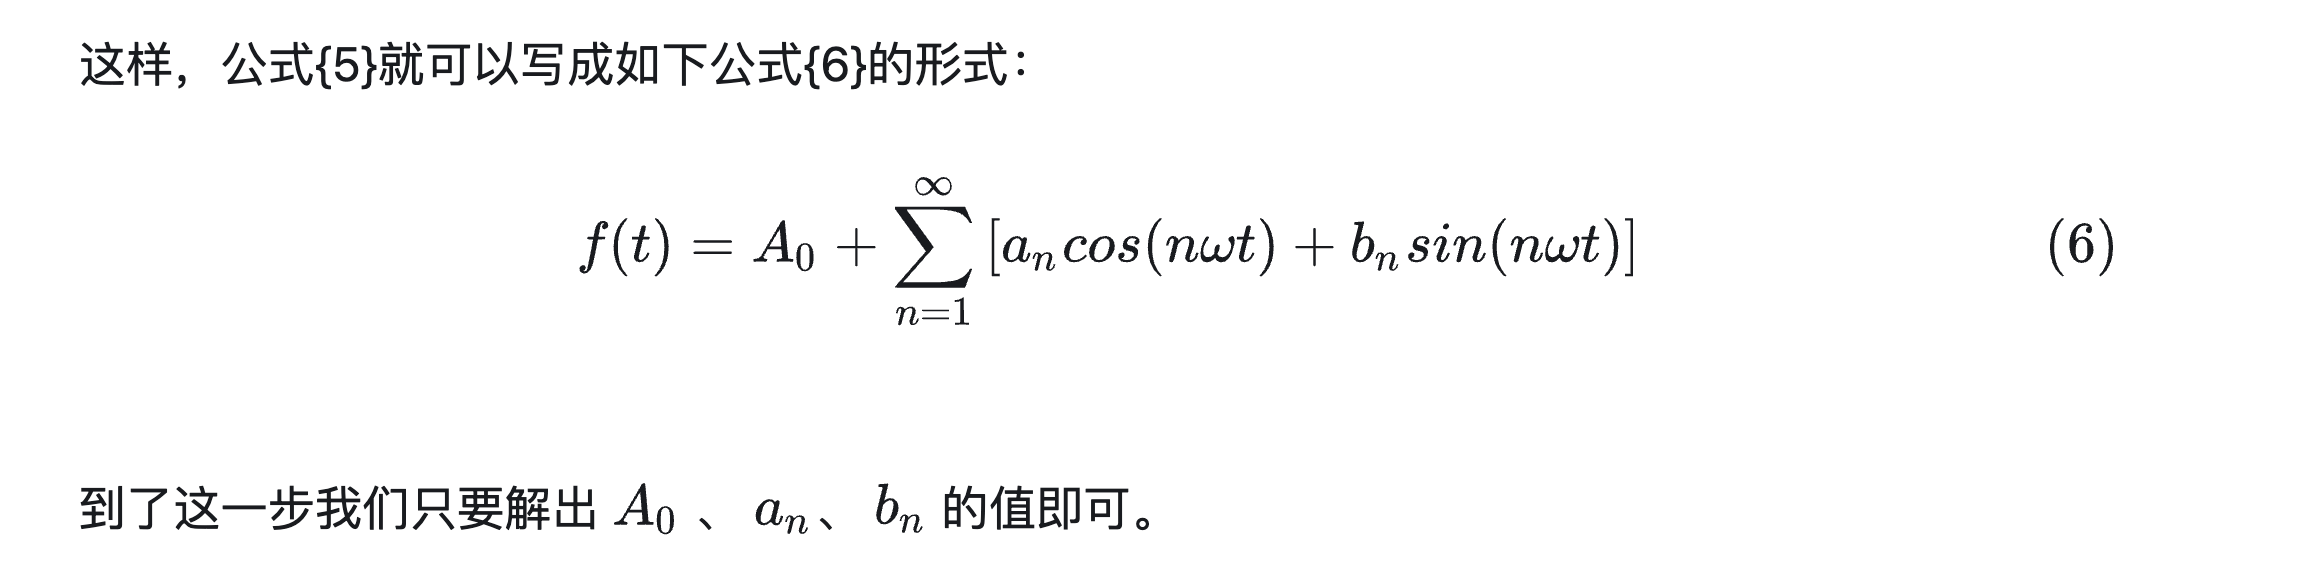 这样，公式{5}就可以写成如下公式{6}的形式：
$f(t) = A_0 + \sum_{n=1}^{\infty} [a_n cos(n\omega t) + b_n sin(n\omega t)]$ (6)
到了这一步我们只要解出 $A_0$ 、 $a_n$、 $b_n$ 的值即可。